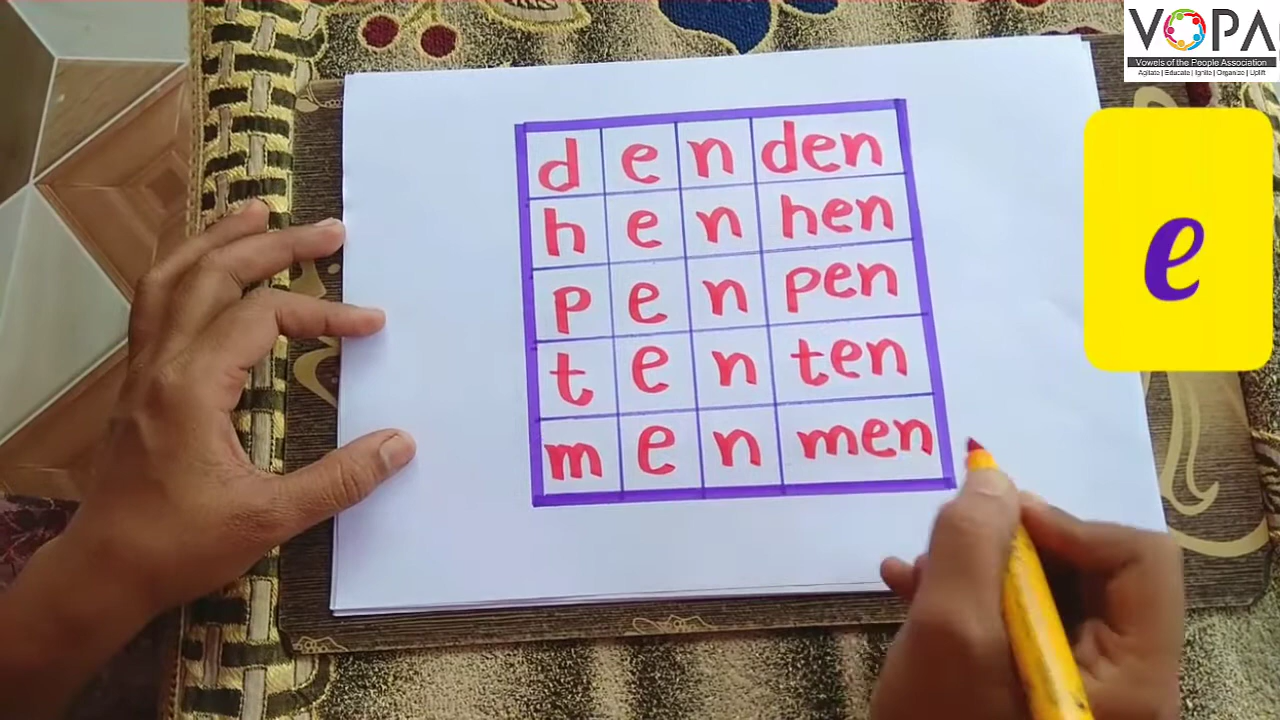 VOPA
Vowels of the People Association
Agitate | Educate | Ignite | Organize | Uplift
e
d e n den
h e n hen
p e n pen
t e n ten
m e n men